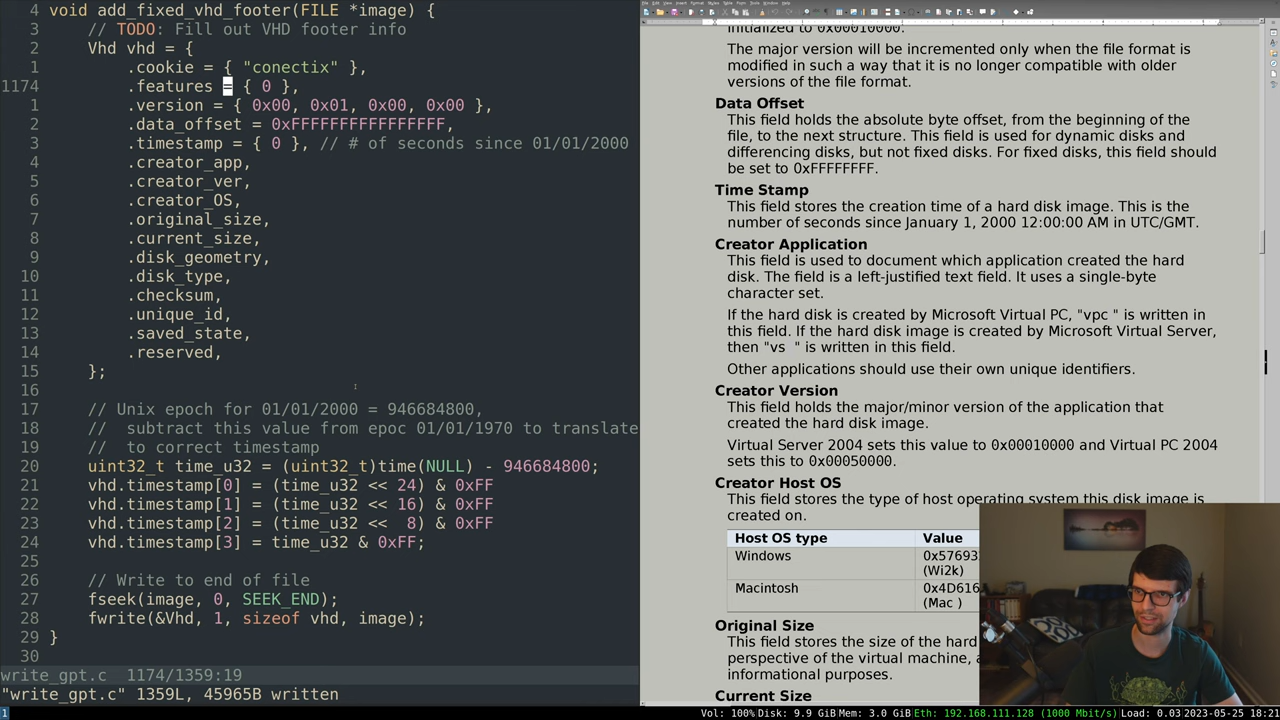 4 void add_fixed_vhd_footer(FILE *image) {
3 // TODO: Fill out VHD footer info
2 Vhd vhd = {
1 .cookie = { "conectix" },
1174 .features = { 0 },
1 .version = { 0x00, 0x01, 0x00, 0x00 },
2 .data_offset = 0xFFFFFFFFFFFFFFFF,
3 .timestamp = { 0 }, // # of seconds since 01/01/2000
4 .creator_app,
5 .creator_ver,
6 .creator_OS,
7 .original_size,
8 .current_size,
9 .disk_geometry,
10 .disk_type,
11 .checksum,
12 .unique_id,
13 .saved_state,
14 .reserved,
15 };
16
17 // Unix epoch for 01/01/2000 = 946684800,
18 // subtract this value from epoc 01/01/1970 to translate
19 // to correct timestamp
20 uint32_t time_u32 = (uint32_t)time(NULL) - 946684800;
21 vhd.timestamp[0] = (time_u32 << 24) & 0xFF
22 vhd.timestamp[1] = (time_u32 << 16) & 0xFF
23 vhd.timestamp[2] = (time_u32 << 8) & 0xFF
24 vhd.timestamp[3] = time_u32 & 0xFF;
25
26 // Write to end of file
27 fseek(image, 0, SEEK_END);
28 fwrite(&Vhd, 1, sizeof vhd, image);
29 }
30
write_gpt.c 1174/1359:19
"write_gpt.c" 1359L, 45965B written
initialized to 0x00010000.
The major version will be incremented only when the file format is
modified in such a way that it is no longer compatible with older
versions of the file format.
Data Offset
This field holds the absolute byte offset, from the beginning of the
file, to the next structure. This field is used for dynamic disks and
differencing disks, but not fixed disks. For fixed disks, this field should
be set to 0xFFFFFFFF.
Time Stamp
This field stores the creation time of a hard disk image. This is the
number of seconds since January 1, 2000 12:00:00 AM in UTC/GMT.
Creator Application
This field is used to document which application created the hard
disk. The field is a left-justified text field. It uses a single-byte
character set.
If the hard disk is created by Microsoft Virtual PC, "vpc " is written in
this field. If the hard disk image is created by Microsoft Virtual Server,
then "vs  " is written in this field.
Other applications should use their own unique identifiers.
Creator Version
This field holds the major/minor version of the application that
created the hard disk image.
Virtual Server 2004 sets this value to 0x00010000 and Virtual PC 2004
sets this to 0x00050000.
Creator Host OS
This field stores the type of host operating system this disk image is
created on.
Host OS type Value
Windows 0x57693
(Wi2k)
Macintosh 0x4D616
(Mac )
Original Size
This field stores the size of the hard
perspective of the virtual machine, a
informational purposes.
Current Size
1 Vol: 100% Disk: 9.9 GiB Mem: 3.0 GiB Eth: 192.168.111.128 (1000 Mbit/s) Load: 0.03 2023-05-25 18:21